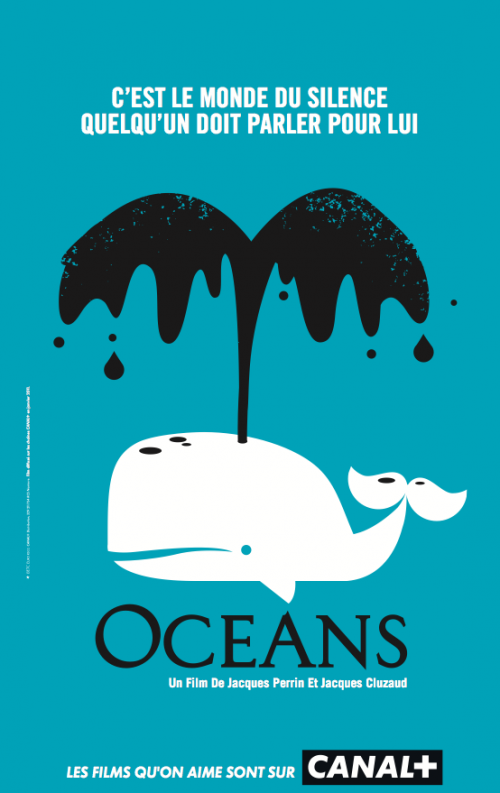 C'EST LE MONDE DU SILENCE
QUELQU'UN DOIT PARLER POUR LUI
OCEANS
Un Film De Jacques Perrin Et Jacques Cluzaud
LES FILMS QU'ON AIME SONT SUR CANAL+